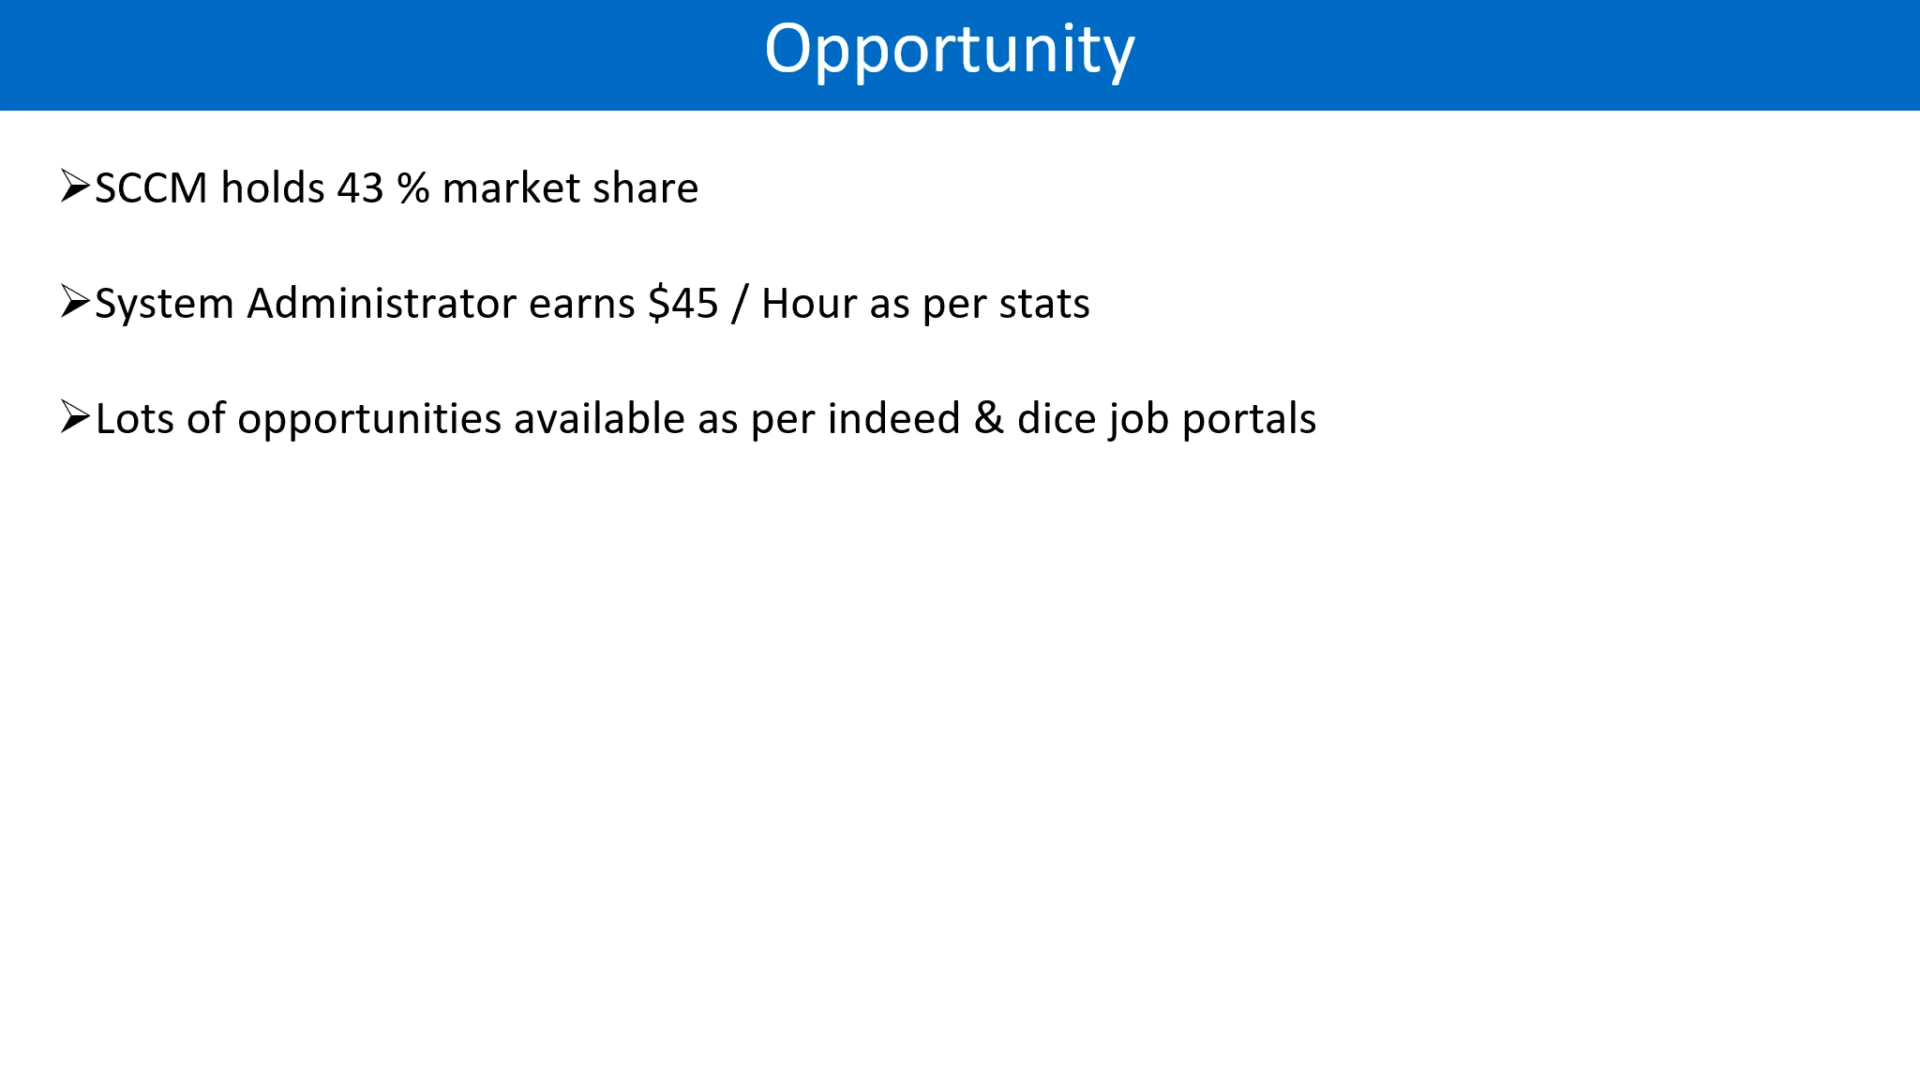 Opportunity
➢SCCM holds 43 % market share
➢System Administrator earns $45 / Hour as per stats
➢Lots of opportunities available as per indeed & dice job portals